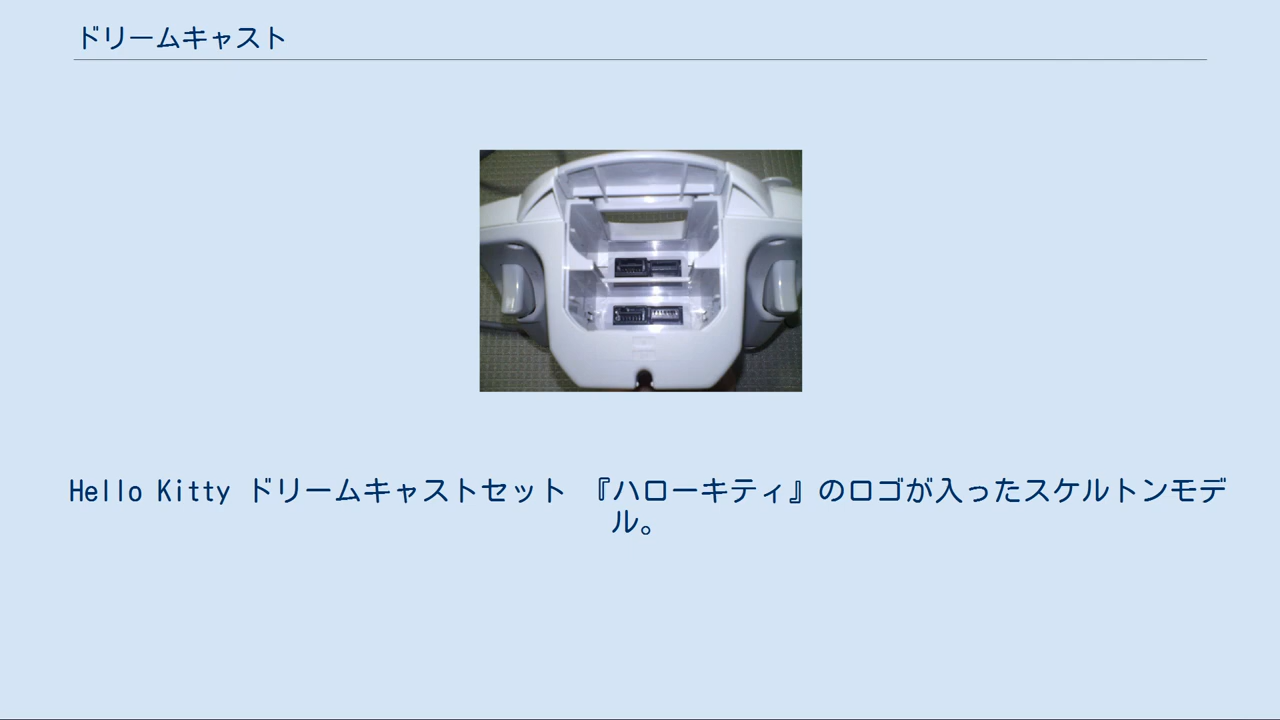 ドリームキャスト
Hello Kitty ドリームキャストセット 『ハローキティ』のロゴが入ったスケルトンモデ
ル。